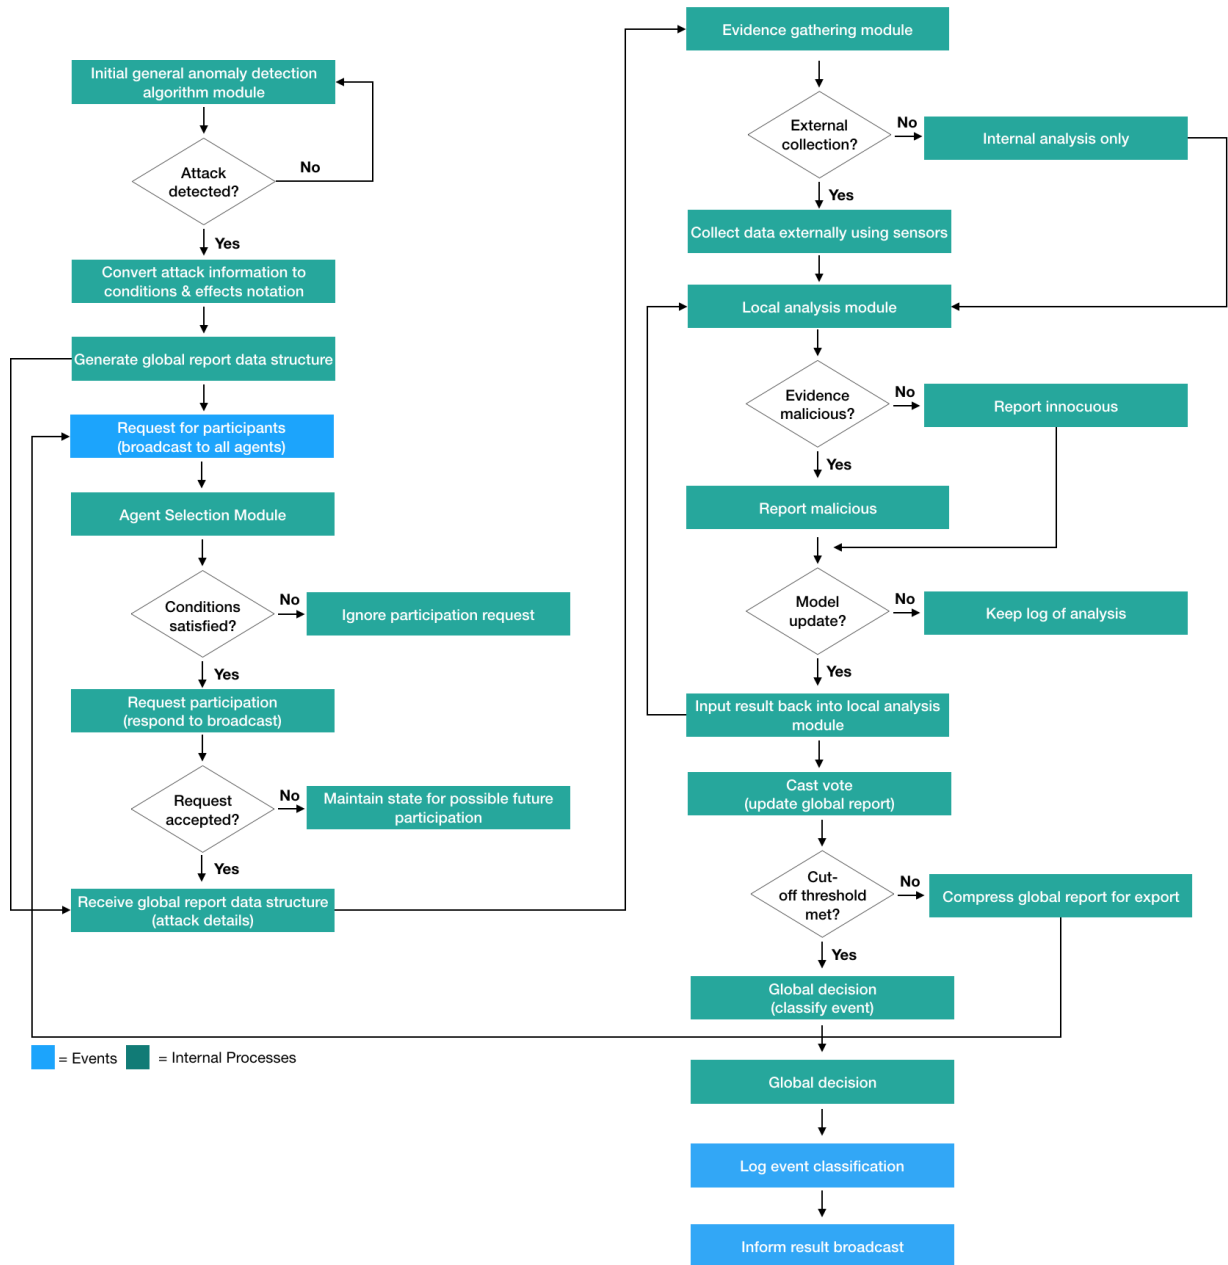 Initial general anomaly detection
algorithm module
Attack
detected?
No
Yes
Convert attack information to
conditions & effects notation
Generate global report data structure
Request for participants
(broadcast to all agents)
Agent Selection Module
Conditions
satisfied?
No
Ignore participation request
Yes
Request participation
(respond to broadcast)
Request
accepted?
No
Maintain state for possible future
participation
Yes
Receive global report data structure
(attack details)
= Events
= Internal Processes
Evidence gathering module
External
collection?
No
Internal analysis only
Yes
Collect data externally using sensors
Local analysis module
Evidence
malicious?
No
Report innocuous
Yes
Report malicious
Model
update?
No
Keep log of analysis
Yes
Input result back into local analysis
module
Cast vote
(update global report)
Cut-
off threshold
met?
No
Compress global report for export
Yes
Global decision
(classify event)
Global decision
Log event classification
Inform result broadcast